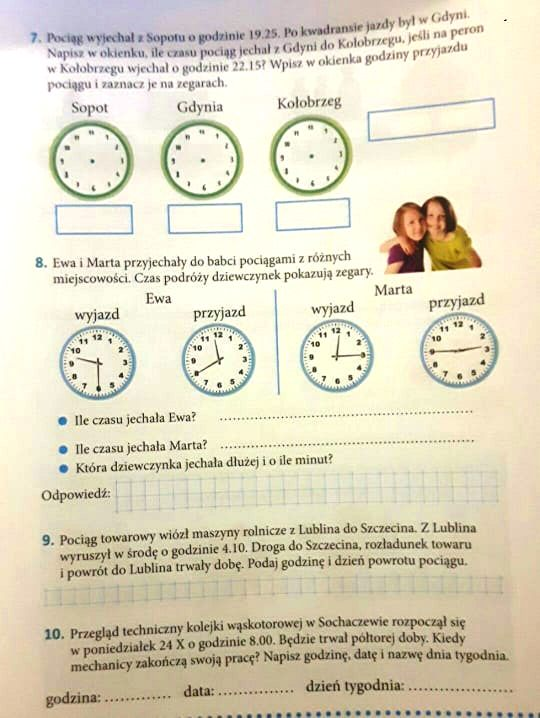 7. Pociąg wyjechał z Sopotu o godzinie 19.25. Po kwadransie jazdy był w Gdyni.
Napisz w okienku, ile czasu pociąg jechał z Gdyni do Kołobrzegu, jeśli na peron
w Kołobrzegu wjechał o godzinie 22.15? Wpisz w okienka godziny przyjazdu
pociągu i zaznacz je na zegarach.
Sopot Gdynia Kołobrzeg
8. Ewa i Marta przyjechały do babci pociągami z różnych
miejscowości. Czas podróży dziewczynek pokazują zegary.
Ewa Marta
wyjazd przyjazd wyjazd przyjazd
Ile czasu jechała Ewa? ....................
Ile czasu jechała Marta? ....................
Która dziewczynka jechała dłużej i o ile minut?
Odpowiedź:
9. Pociąg towarowy wiózł maszyny rolnicze z Lublina do Szczecina. Z Lublina
wyruszył w środę o godzinie 4.10. Droga do Szczecina, rozładunek towaru
i powrót do Lublina trwały dobę. Podaj godzinę i dzień powrotu pociągu.
10. Przegląd techniczny kolejki wąskotorowej w Sochaczewie rozpoczął się
w poniedziałek 24 X o godzinie 8.00. Będzie trwał półtorej doby. Kiedy
mechanicy zakończą swoją pracę? Napisz godzinę, datę i nazwę dnia tygodnia.
godzina: ............. data: ............. dzień tygodnia: ..................